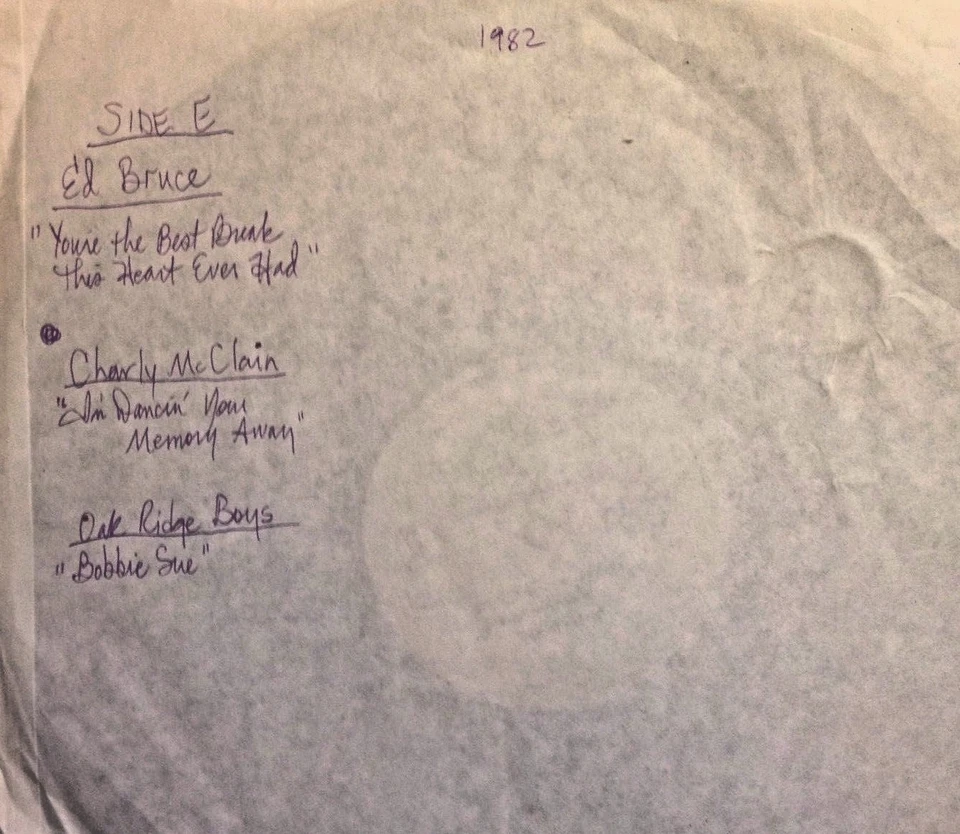 1982
SIDE E
Ed Bruce
"You're the Best Break
this Heart Ever Had"
Charly McClain
"Dancin' Your
Memory Away"
Oak Ridge Boys
"Bobbie Sue"